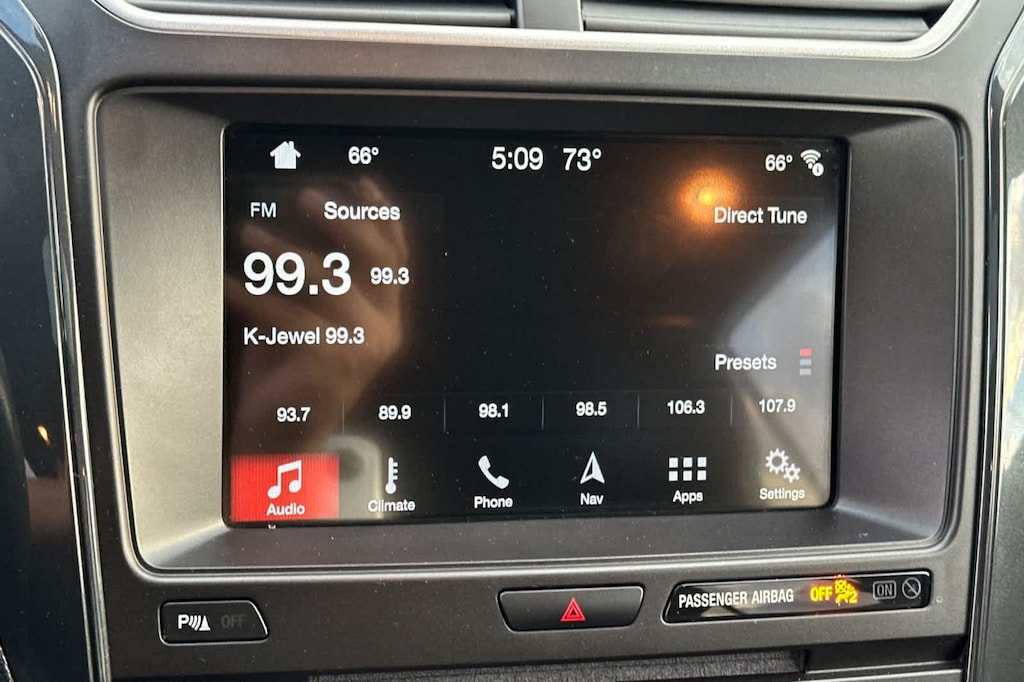 66° 5:09 73° 66°
FM Sources Direct Tune
99.3 99.3
K-Jewel 99.3
Presets
93.7 89.9 98.1 98.5 106.3 107.9
Audio Climate Phone Nav Apps Settings
P OFF PASSENGER AIRBAG OFF 2 ON